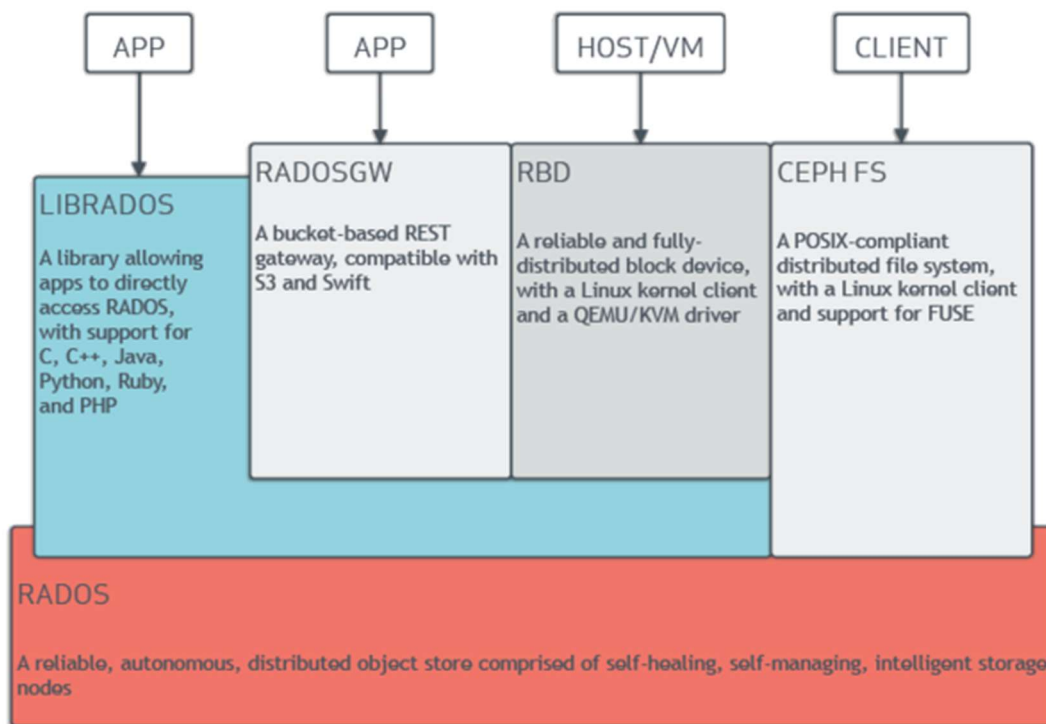 APP
APP
HOST/VM
CLIENT
LIBRADOS
A library allowing
apps to directly
access RADOS,
with support for
C, C++, Java,
Python, Ruby,
and PHP
RADOSGW
A bucket-based REST
gateway, compatible with
S3 and Swift
RBD
A reliable and fully-
distributed block device,
with a Linux kernel client
and a QEMU/KVM driver
CEPH FS
A POSIX-compliant
distributed file system,
with a Linux kernel client
and support for FUSE
RADOS
A reliable, autonomous, distributed object store comprised of self-healing, self-managing, intelligent storage
nodes